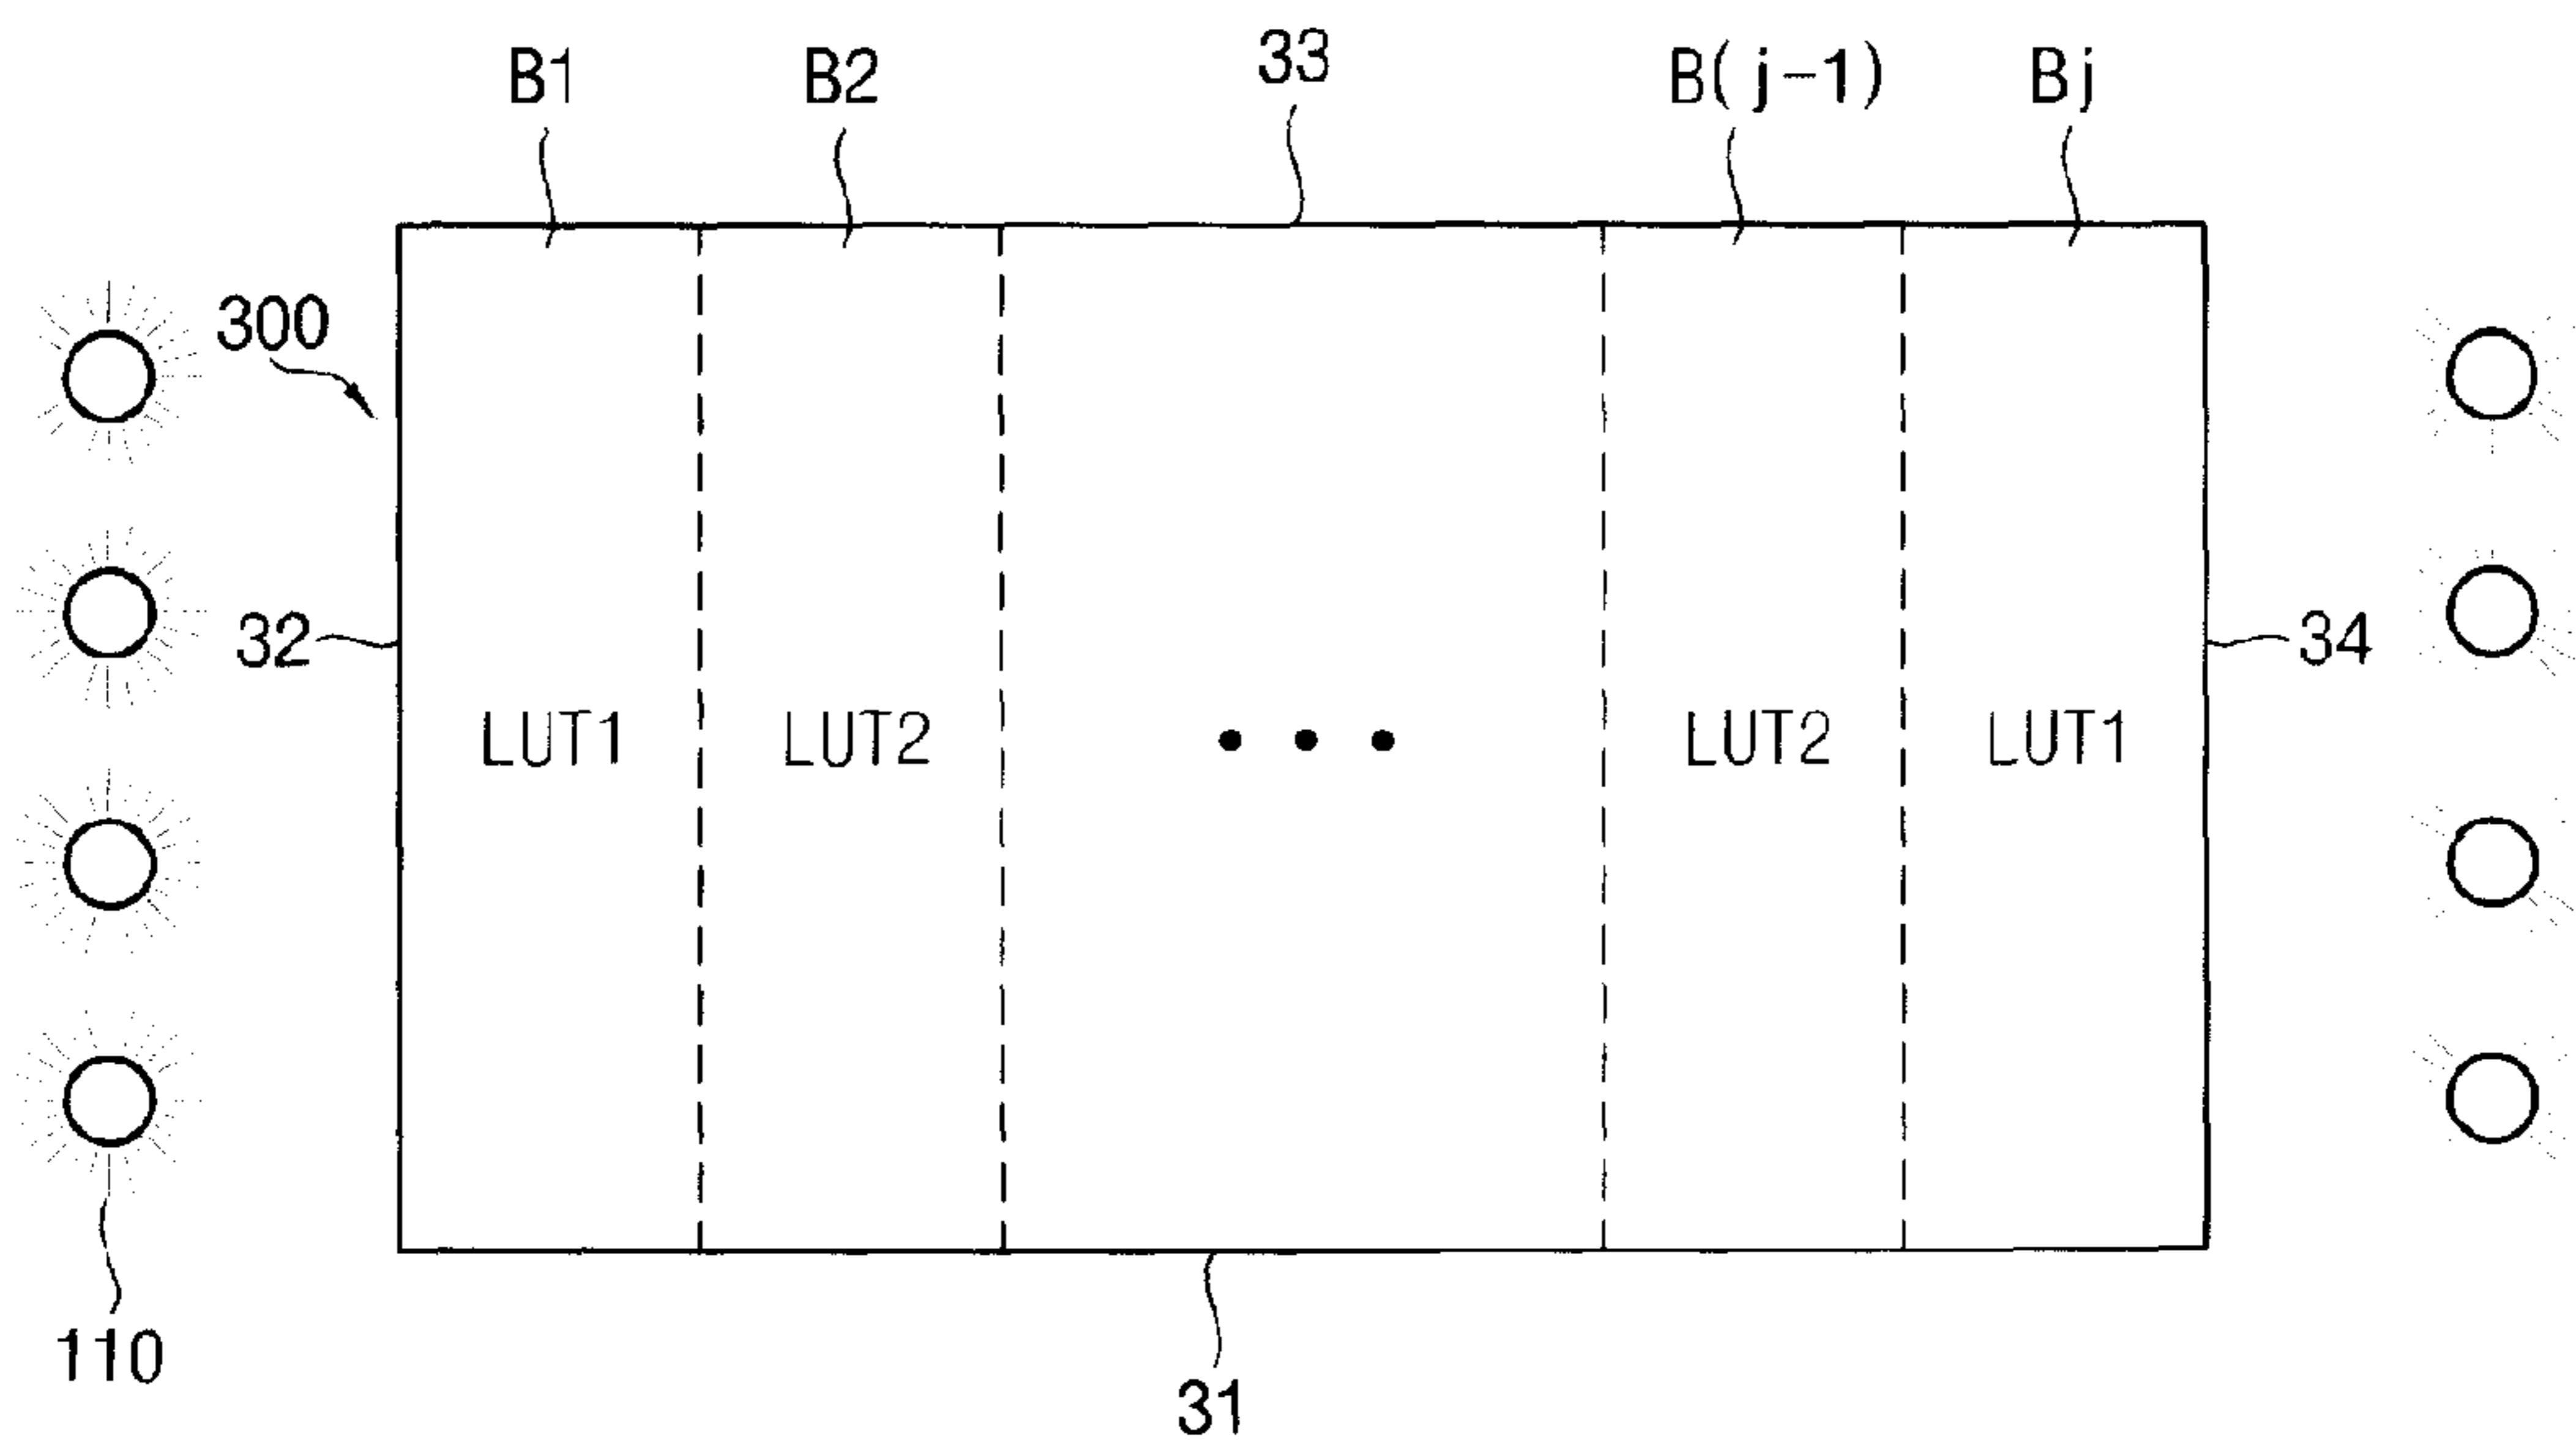 B1 B2 33 B(j-1) Bj
300
32 34
LUT1 LUT2 ••• LUT2 LUT1
110
31